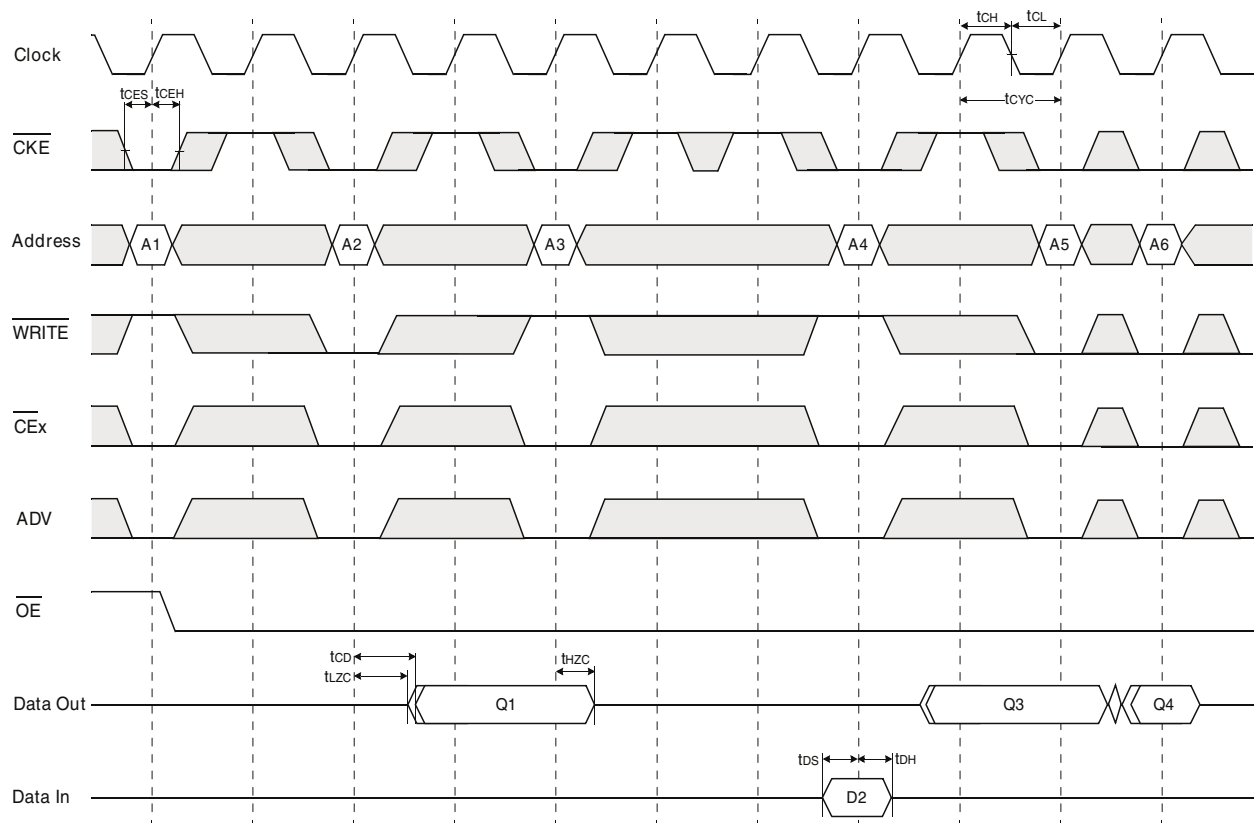 tCH tCL
Clock
tCES tCEH tCYC
CKE
Address A1 A2 A3 A4 A5 A6
WRITE
CEx
ADV
OE
tCD tHZC
tLZC
Data Out Q1 Q3 Q4
tDS tDH
Data In D2